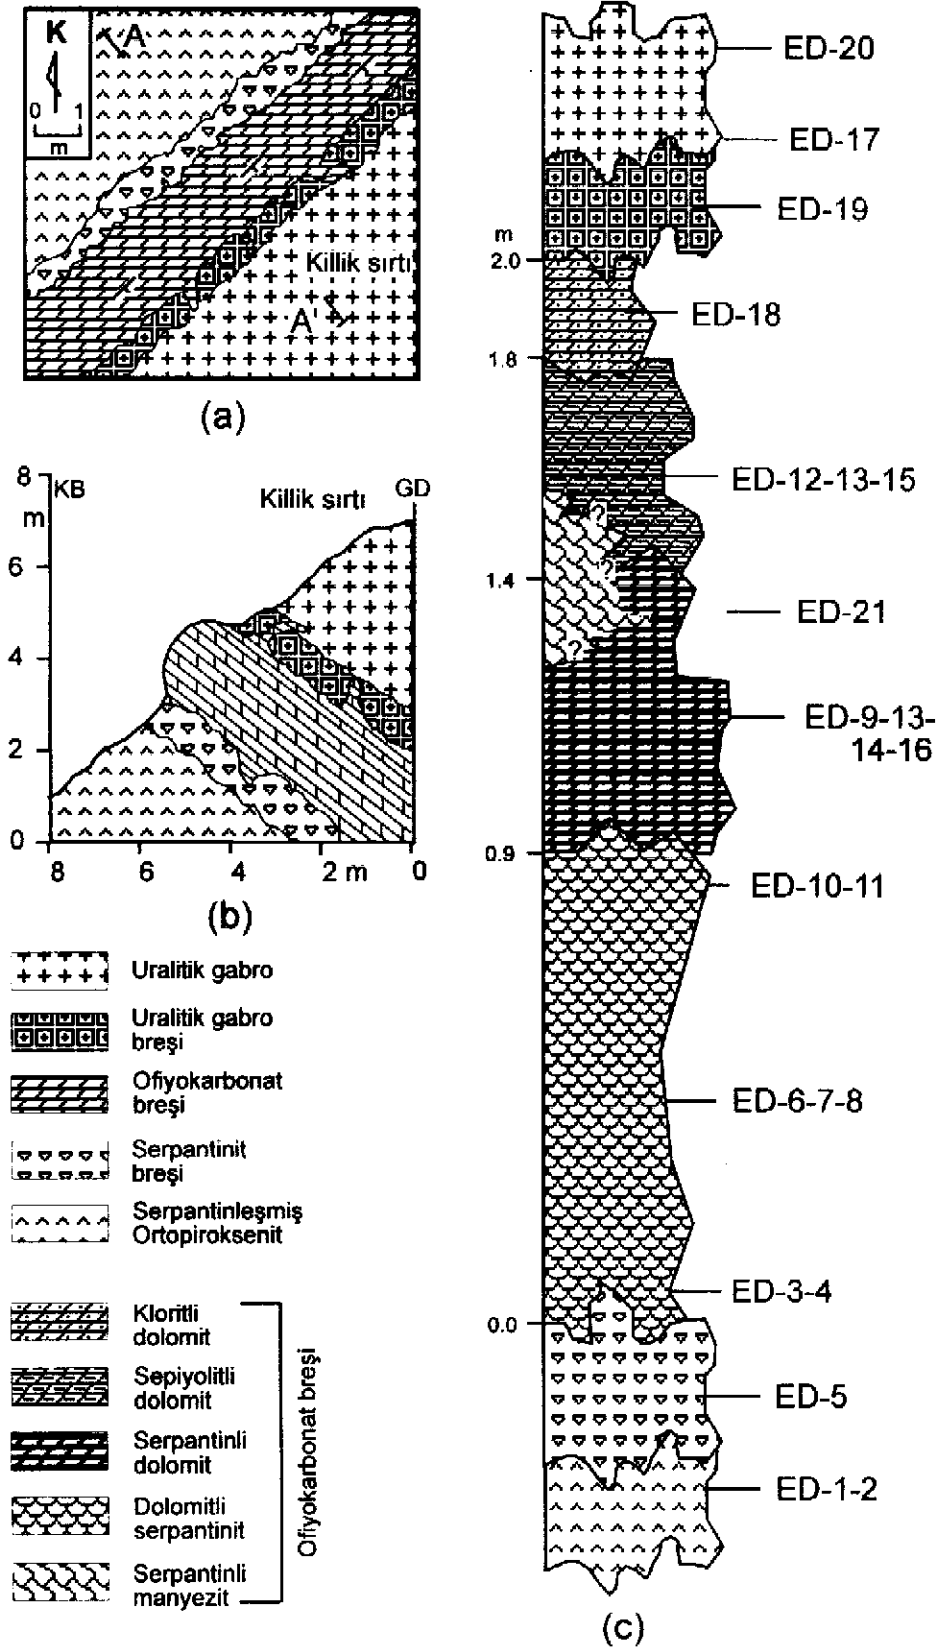 K
A
0 1
m
Killik sırtı
A'
(a)
8
m
KB
Killik sırtı
GD
6
4
2
0
8 6 4 2 m 0
(b)
Uralitik gabro
Uralitik gabro
breşi
Ofiyokarbonat
breşi
Serpantinit
breşi
Serpantinleşmiş
Ortopiroksenit
Kloritli
dolomit
Sepiyolitli
dolomit
Serpantinli
dolomit
Dolomitli
serpantinit
Serpantinli
manyezit
Ofiyokarbonat breşi
ED-20
ED-17
ED-19
m
2.0
ED-18
1.8
ED-12-13-15
?
?
1.4
ED-21
?
ED-9-13-
14-16
0.9
ED-10-11
ED-6-7-8
ED-3-4
0.0
ED-5
ED-1-2
(c)